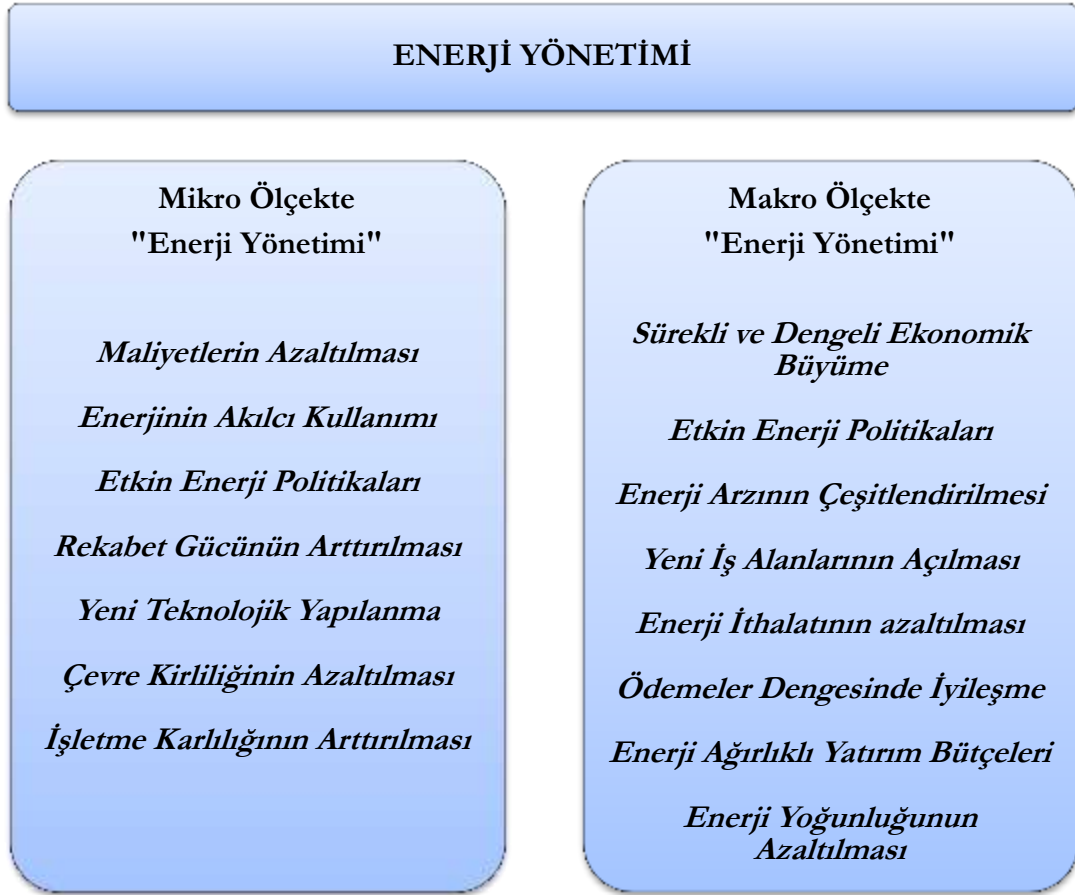 ENERJİ YÖNETİMİ
Mikro Ölçekte
"Enerji Yönetimi"
Maliyetlerin Azaltılması
Enerjinin Akılcı Kullanımı
Etkin Enerji Politikaları
Rekabet Gücünün Arttırılması
Yeni Teknolojik Yapılanma
Çevre Kirliliğinin Azaltılması
İşletme Karlılığının Arttırılması
Makro Ölçekte
"Enerji Yönetimi"
Sürekli ve Dengeli Ekonomik
Büyüme
Etkin Enerji Politikaları
Enerji Arzının Çeşitlendirilmesi
Yeni İş Alanlarının Açılması
Enerji İthalatının azaltılması
Ödemeler Dengesinde İyileşme
Enerji Ağırlıklı Yatırım Bütçeleri
Enerji Yoğunluğunun
Azaltılması